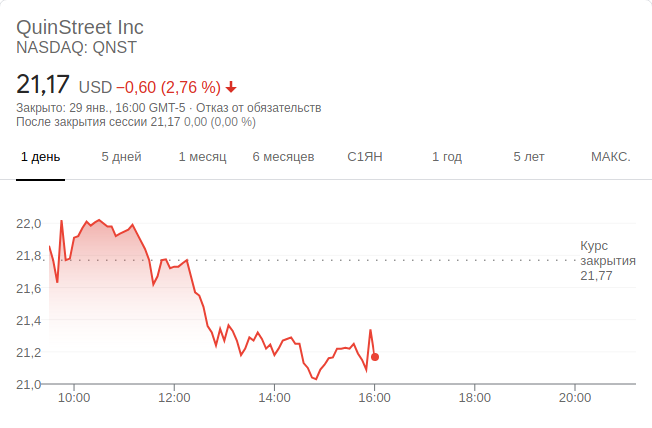 QuinStreet Inc
NASDAQ: QNST
21,17 USD −0,60 (2,76 %)
Закрыто: 29 янв., 16:00 GMT-5 · Отказ от обязательств
После закрытия сессии 21,17 0,00 (0,00 %)
1 день 5 дней 1 месяц 6 месяцев С1ЯН 1 год 5 лет МАКС.
22,0
21,8
21,6
21,4
21,2
21,0
Курс
закрытия
21,77
10:00 12:00 14:00 16:00 18:00 20:00